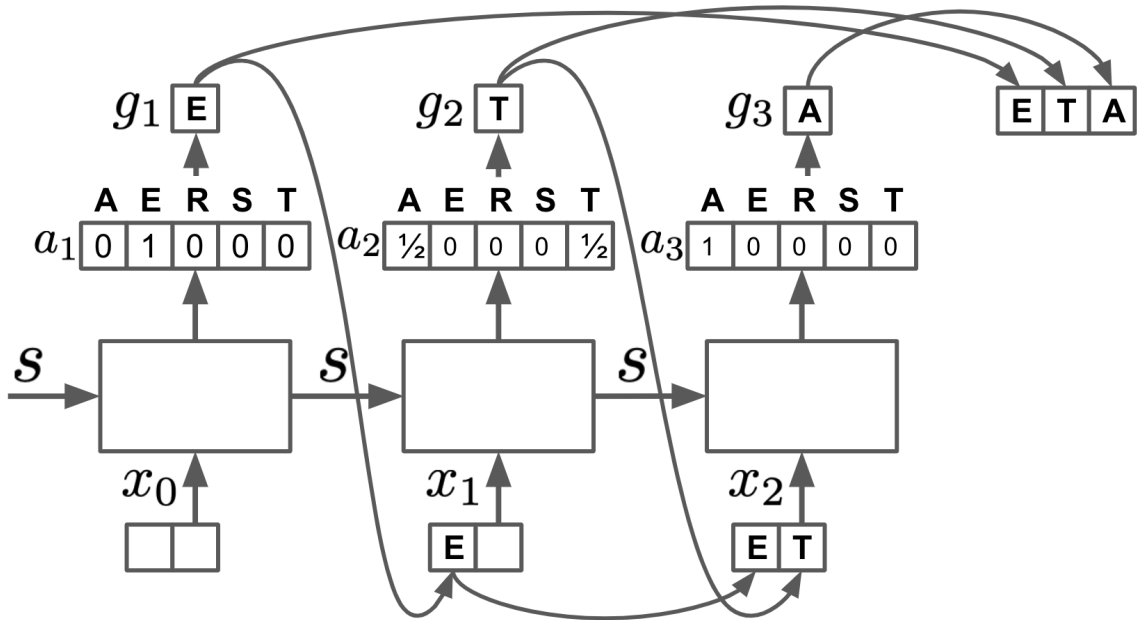 g1 E g2 T g3 A E T A
A E R S T A E R S T A E R S T
a1 0 1 0 0 0 a2 ½ 0 0 0 ½ a3 1 0 0 0 0
s s s
x0 x1 x2
E E T